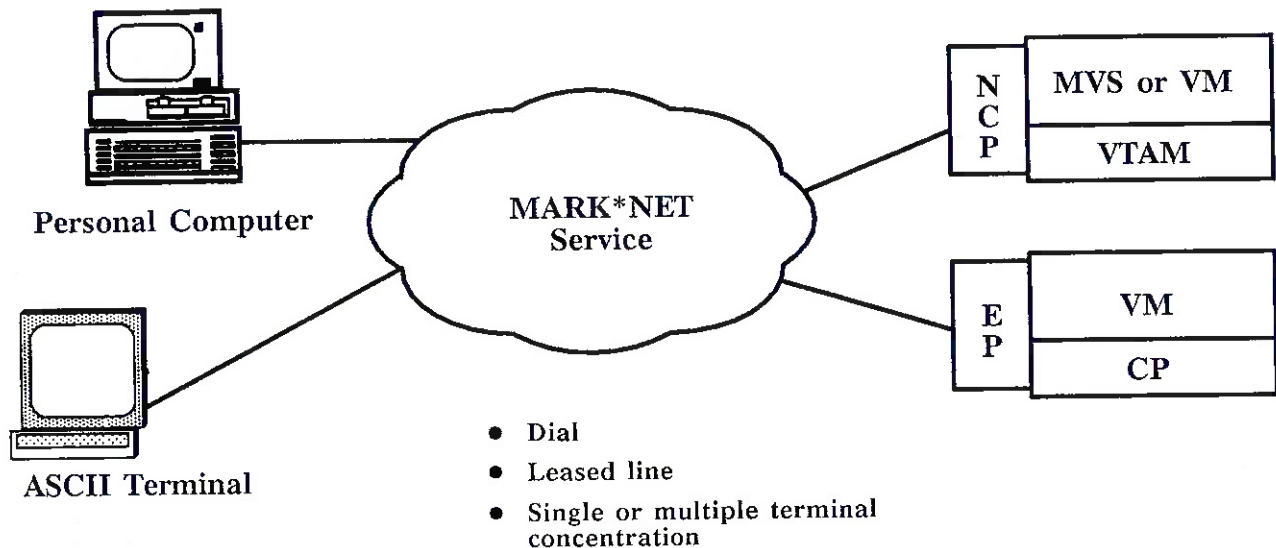 Personal Computer
ASCII Terminal
MARK*NET
Service
N
C
P
MVS or VM
VTAM
E
P
VM
CP
● Dial
● Leased line
● Single or multiple terminal
concentration